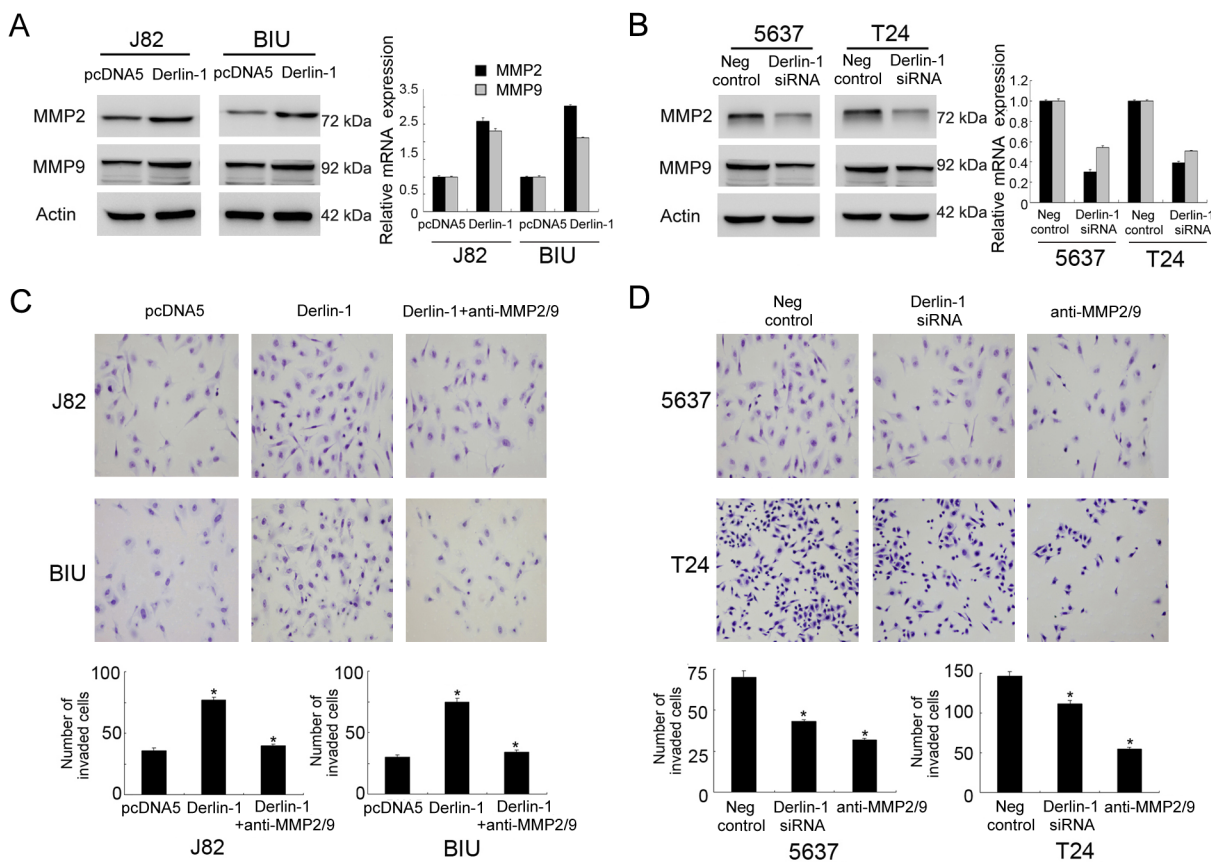 A
J82
BIU
pcDNA5 Derlin-1
pcDNA5 Derlin-1
MMP2
72 kDa
MMP9
92 kDa
Actin
42 kDa
Relative mRNA expression
3.5
2.5
1.5
0.5
MMP2
MMP9
pcDNA5 Derlin-1
pcDNA5 Derlin-1
J82
BIU
B
5637
T24
Neg control
Derlin-1 siRNA
Neg control
Derlin-1 siRNA
MMP2
72 kDa
MMP9
92 kDa
Actin
42 kDa
Relative mRNA expression
1.2
1.0
0.8
0.6
0.4
0.2
0
Neg control
Derlin-1 siRNA
Neg control
Derlin-1 siRNA
5637
T24
C
pcDNA5
Derlin-1
Derlin-1+anti-MMP2/9
J82
BIU
Number of invaded cells
100
50
0
*
*
pcDNA5
Derlin-1
Derlin-1 +anti-MMP2/9
J82
Number of invaded cells
100
50
0
*
*
pcDNA5
Derlin-1
Derlin-1 +anti-MMP2/9
BIU
D
Neg control
Derlin-1 siRNA
anti-MMP2/9
5637
T24
Number of invaded cells
75
50
25
0
*
*
Neg control
Derlin-1 siRNA
anti-MMP2/9
5637
Number of invaded cells
150
100
50
0
*
*
Neg control
Derlin-1 siRNA
anti-MMP2/9
T24